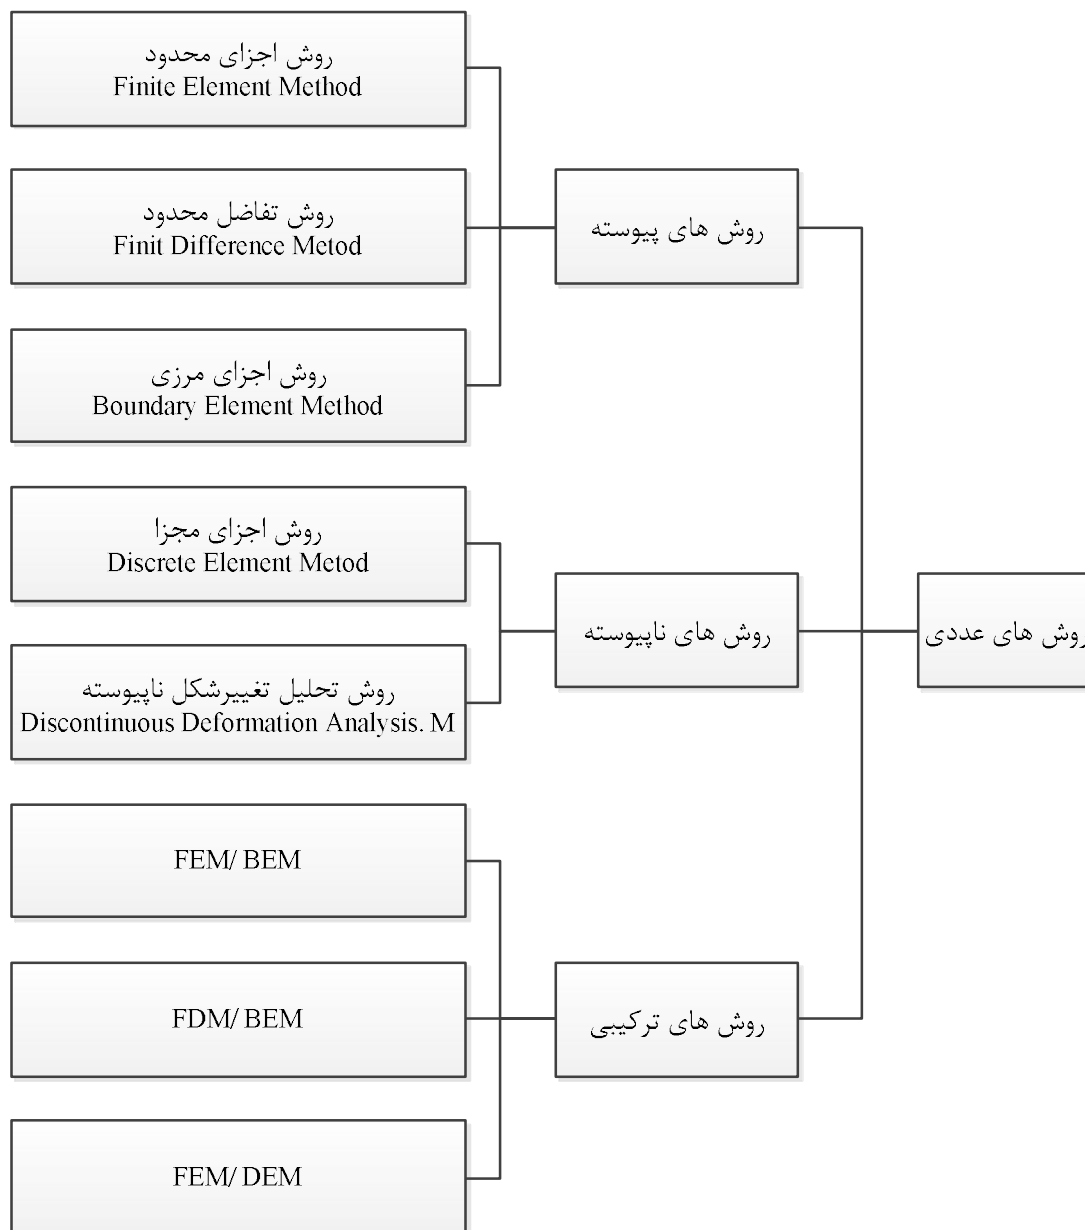 روش اجزای محدود
Finite Element Method
روش تفاضل محدود
Finit Difference Metod
روش های پیوسته
روش اجزای مرزی
Boundary Element Method
روش اجزای مجزا
Discrete Element Metod
روش های عددی
روش های ناپیوسته
روش تحلیل تغییرشکل ناپیوسته
Discontinuous Deformation Analysis. M
FEM/ BEM
FDM/ BEM
روش های ترکیبی
FEM/ DEM